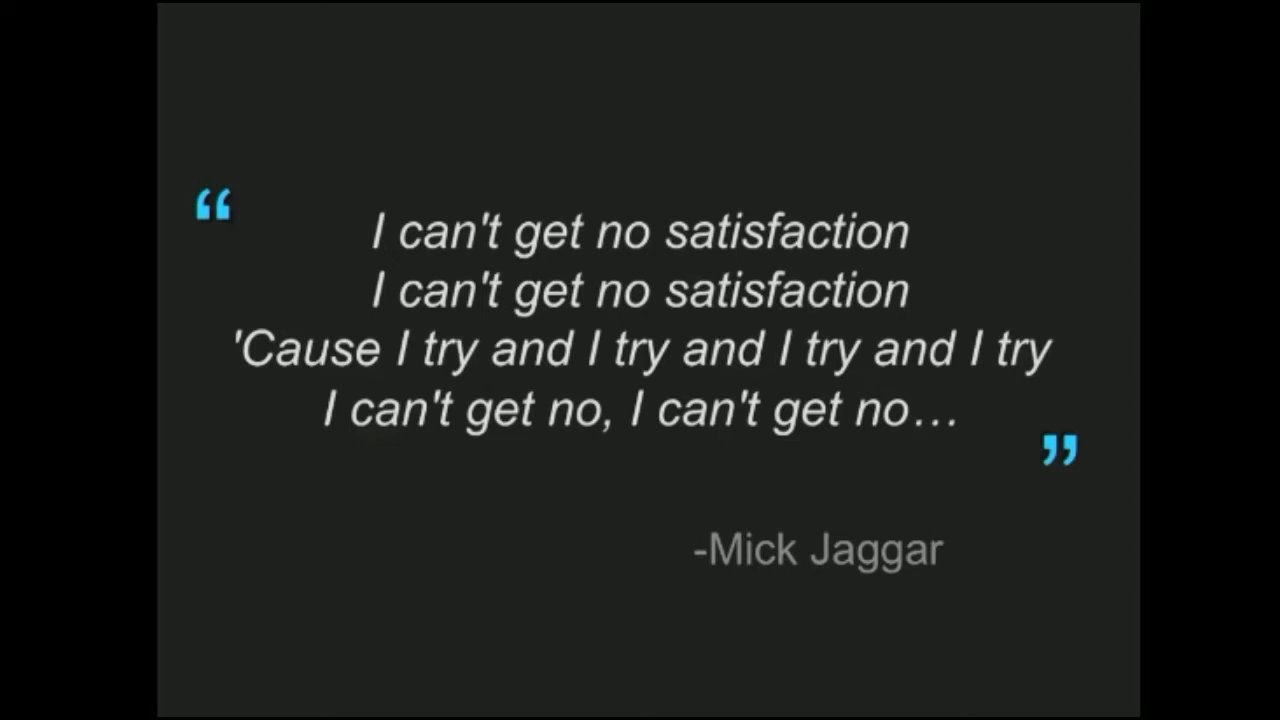 “
I can't get no satisfaction
I can't get no satisfaction
'Cause I try and I try and I try and I try
I can't get no, I can't get no…
”
-Mick Jaggar